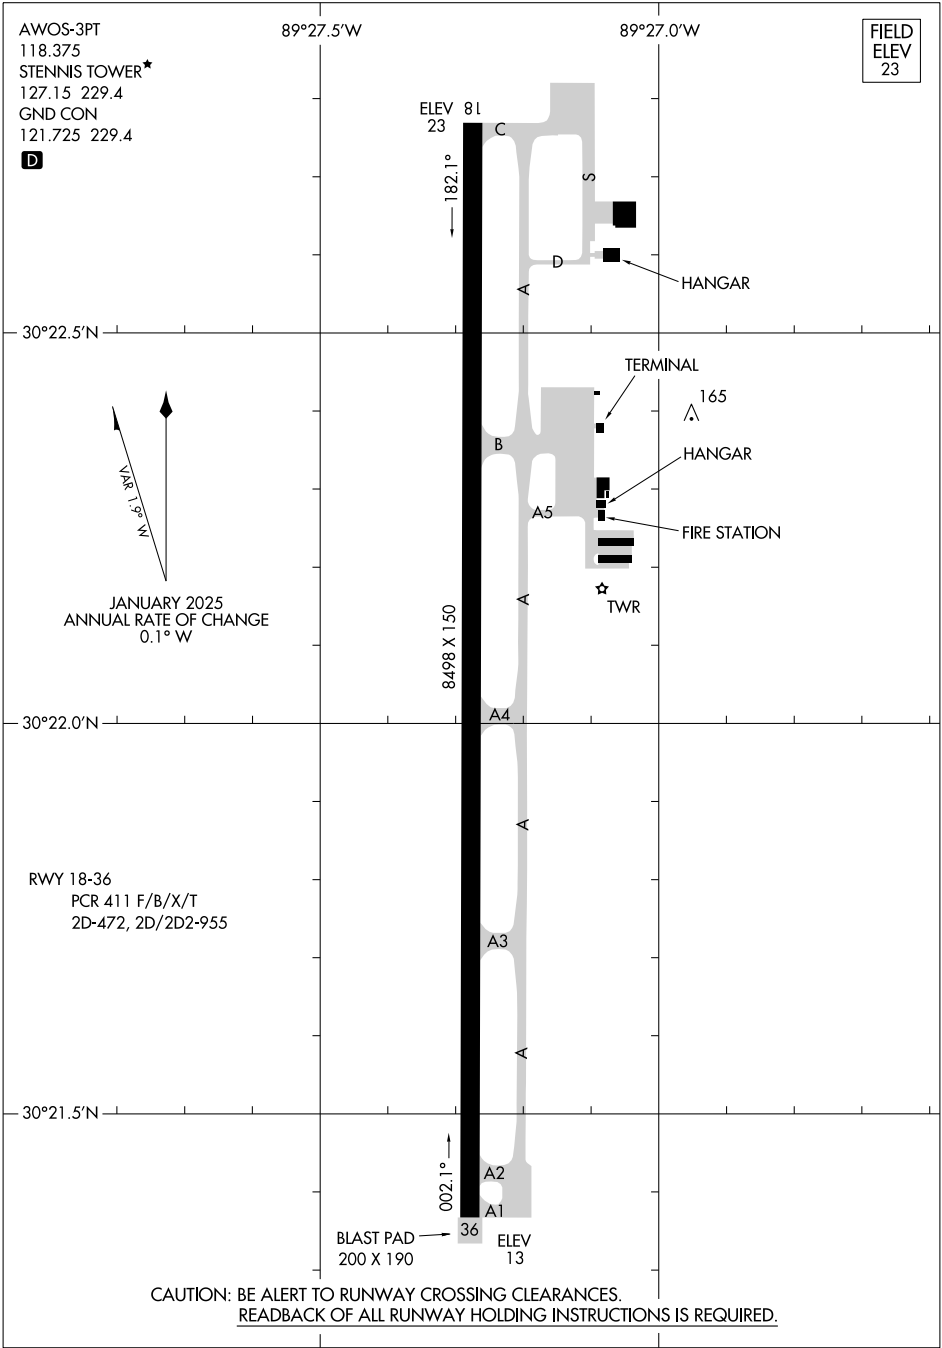 AWOS-3PT
118.375
STENNIS TOWER★
127.15 229.4
GND CON
121.725 229.4
D
89°27.5'W
89°27.0'W
FIELD
ELEV
23
ELEV
23
18
C
182.1°
S
D
A
HANGAR
30°22.5'N
TERMINAL
165
VAR 1.9° W
B
HANGAR
A5
FIRE STATION
JANUARY 2025
ANNUAL RATE OF CHANGE
0.1° W
A
TWR
8498 X 150
A4
30°22.0'N
A
RWY 18-36
PCR 411 F/B/X/T
2D-472, 2D/2D2-955
A3
A
30°21.5'N
002.1°
A2
A1
36
BLAST PAD
200 X 190
ELEV
13
CAUTION: BE ALERT TO RUNWAY CROSSING CLEARANCES.
READBACK OF ALL RUNWAY HOLDING INSTRUCTIONS IS REQUIRED.